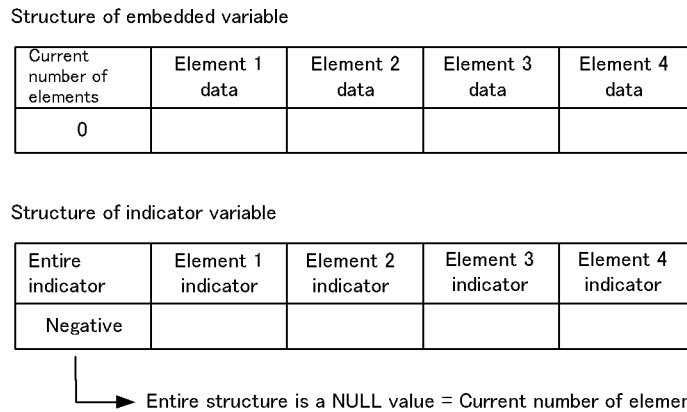 Structure of embedded variable
Current number of elements
Element 1 data
Element 2 data
Element 3 data
Element 4 data
0
Structure of indicator variable
Entire indicator
Element 1 indicator
Element 2 indicator
Element 3 indicator
Element 4 indicator
Negative
Entire structure is a NULL value = Current number of